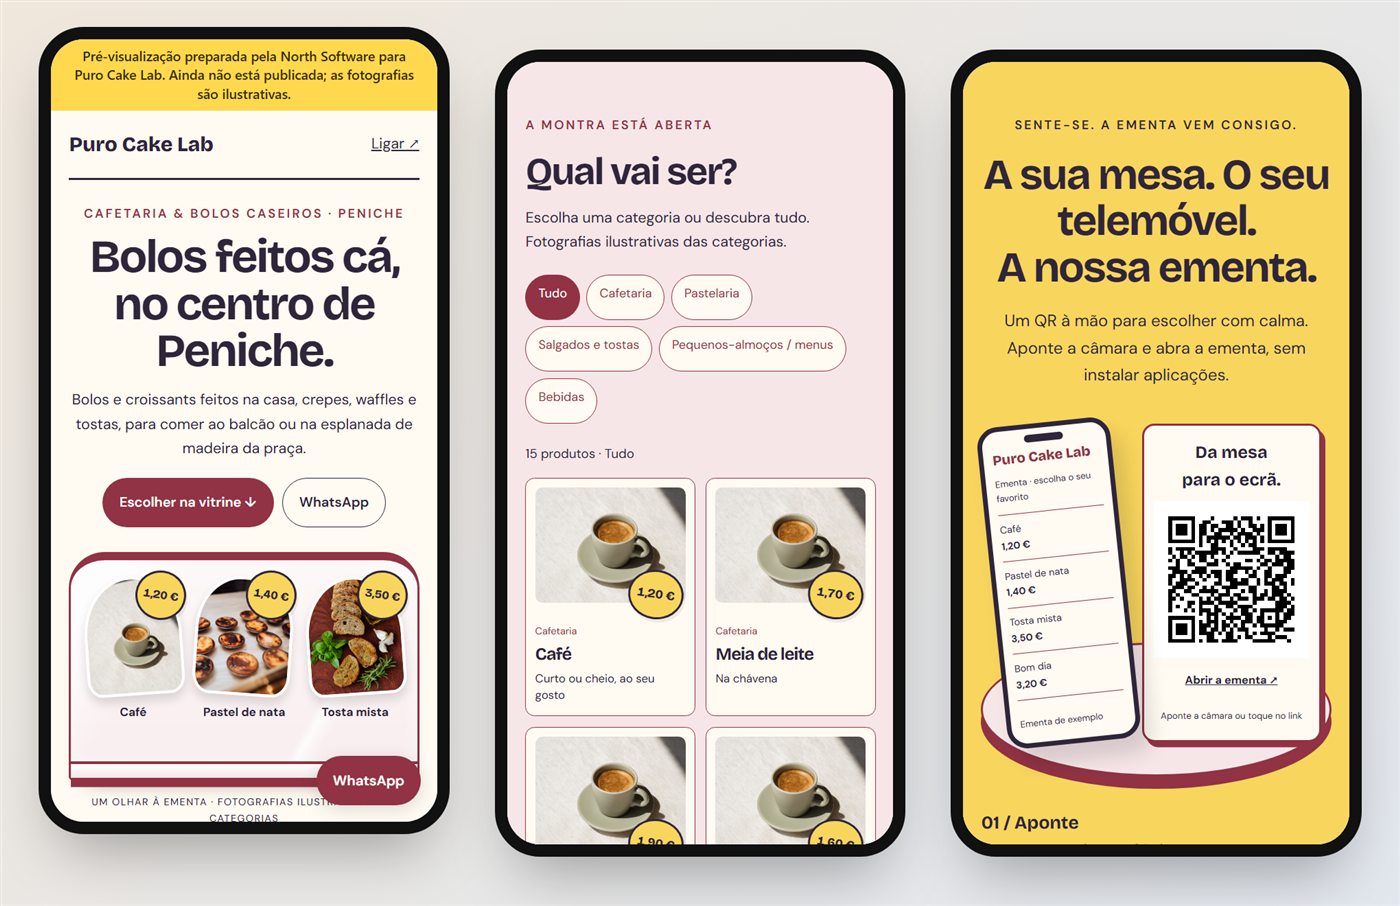 Pré-visualização preparada pela North Software para
Puro Cake Lab. Ainda não está publicada; as fotografias
são ilustrativas.
Puro Cake Lab
Ligar ↗
CAFETARIA & BOLOS CASEIROS · PENICHE
Bolos feitos cá,
no centro de
Peniche.
Bolos e croissants feitos na casa, crepes, waffles e
tostas, para comer ao balcão ou na esplanada de
madeira da praça.
Escolher na vitrine ↓
WhatsApp
1,20 €
1,40 €
3,50 €
Café
Pastel de nata
Tosta mista
WhatsApp
UM OLHAR À EMENTA · FOTOGRAFIAS
CATEGORIAS
A MONTRA ESTÁ ABERTA
Qual vai ser?
Escolha uma categoria ou descubra tudo.
Fotografias ilustrativas das categorias.
Tudo
Cafetaria
Pastelaria
Salgados e tostas
Pequenos-almoços / menus
Bebidas
15 produtos · Tudo
1,20 €
1,70 €
Cafetaria
Café
Curto ou cheio, ao seu
gosto
Cafetaria
Meia de leite
Na chávena
1,90 €
1,60 €
SENTE-SE. A EMENTA VEM CONSIGO.
A sua mesa. O seu
telemóvel.
A nossa ementa.
Um QR à mão para escolher com calma.
Aponte a câmara e abra a ementa, sem
instalar aplicações.
Puro Cake Lab
Ementa · escolha o seu
favorito
Café
1,20 €
Pastel de nata
1,40 €
Tosta mista
3,50 €
Bom dia
3,20 €
Ementa de exemplo
Da mesa
para o ecrã.
Abrir a ementa ↗
Aponte a câmara ou toque no link
01 / Aponte